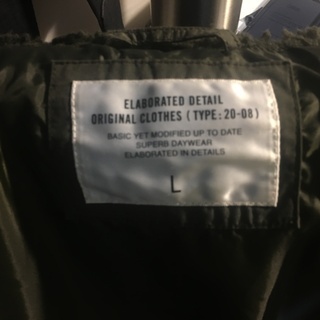 ELABORATED DETAIL
ORIGINAL CLOTHES (TYPE:20-08)
BASIC YET MODIFIED UP TO DATE
SUPERB DAYWEAR
ELABORATED IN DETAILS
L